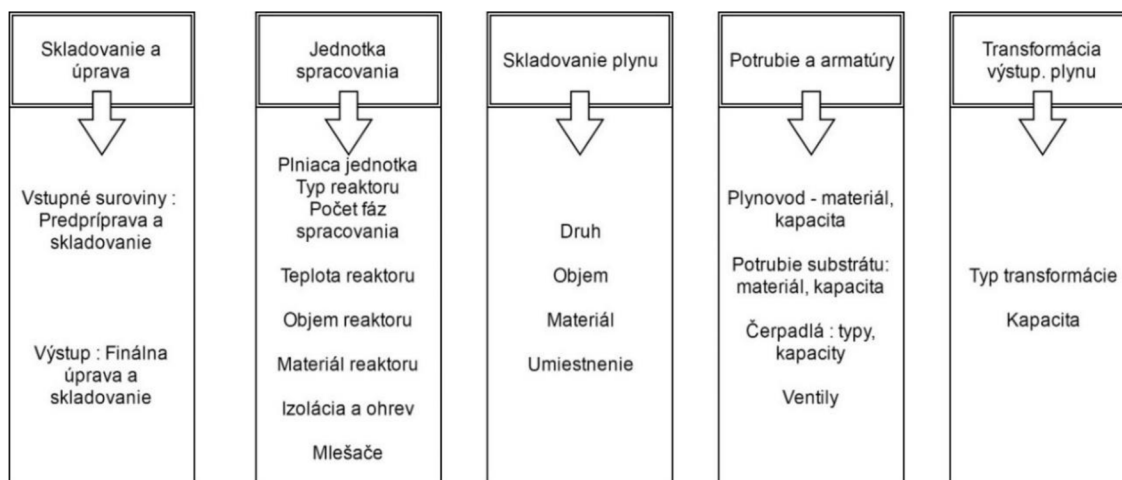 Skladovanie a
úprava
Vstupné suroviny :
Predpríprava a
skladovanie
Výstup : Finálna
úprava a
skladovanie
Jednotka
spracovania
Plniaca jednotka
Typ reaktoru
Počet fáz
spracovania
Teplota reaktoru
Objem reaktoru
Materiál reaktoru
Izolácia a ohrev
Mlešače
Skladovanie plynu
Druh
Objem
Materiál
Umiestnenie
Potrubie a armatúry
Plynovod - materiál,
kapacita
Potrubie substrátu:
materiál, kapacita
Čerpadlá : typy,
kapacity
Ventily
Transformácia
výstup. plynu
Typ transformácie
Kapacita